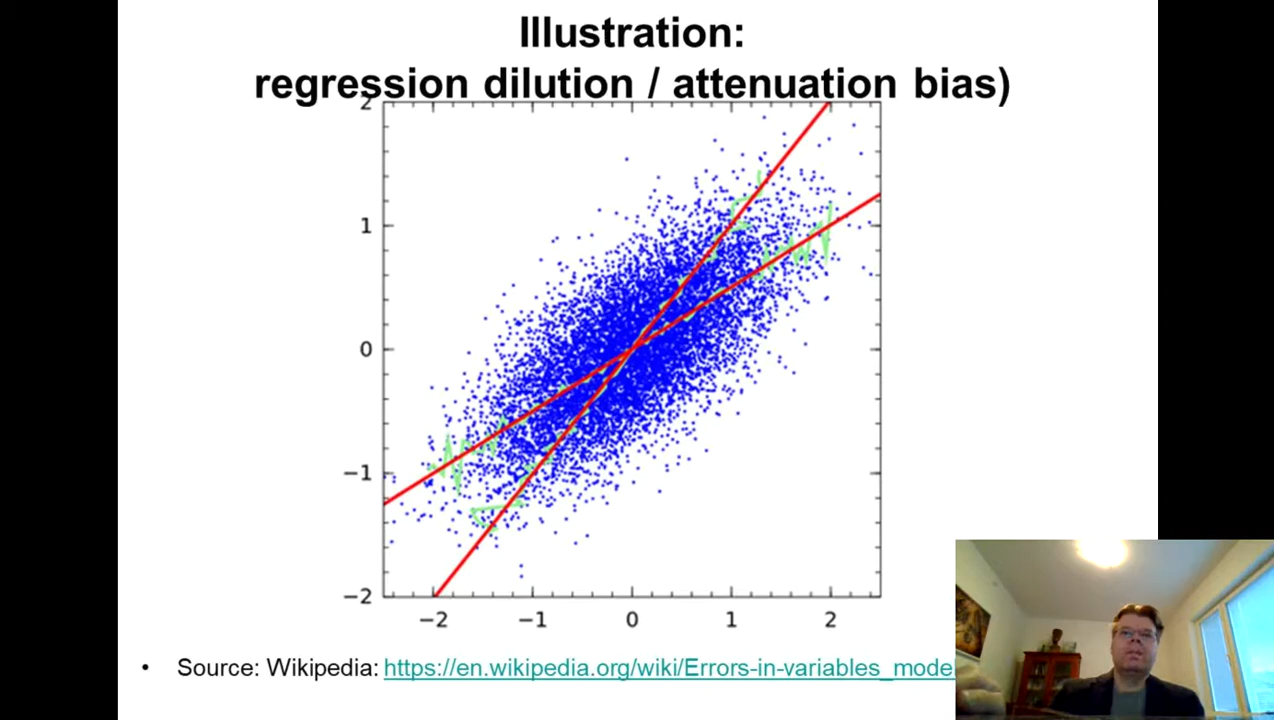 Illustration:
regression dilution / attenuation bias)
2
1
0
−1
−2
−2 −1 0 1 2
• Source: Wikipedia: https://en.wikipedia.org/wiki/Errors-in-variables_mode